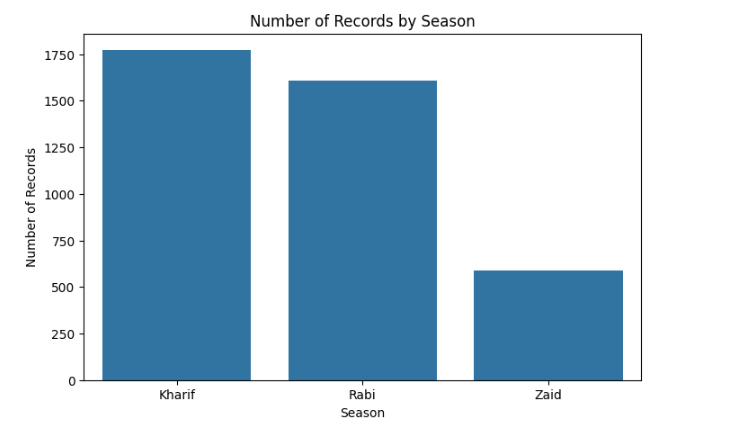 Number of Records by Season
Number of Records
1750
1500
1250
1000
750
500
250
0
Kharif
Rabi
Zaid
Season